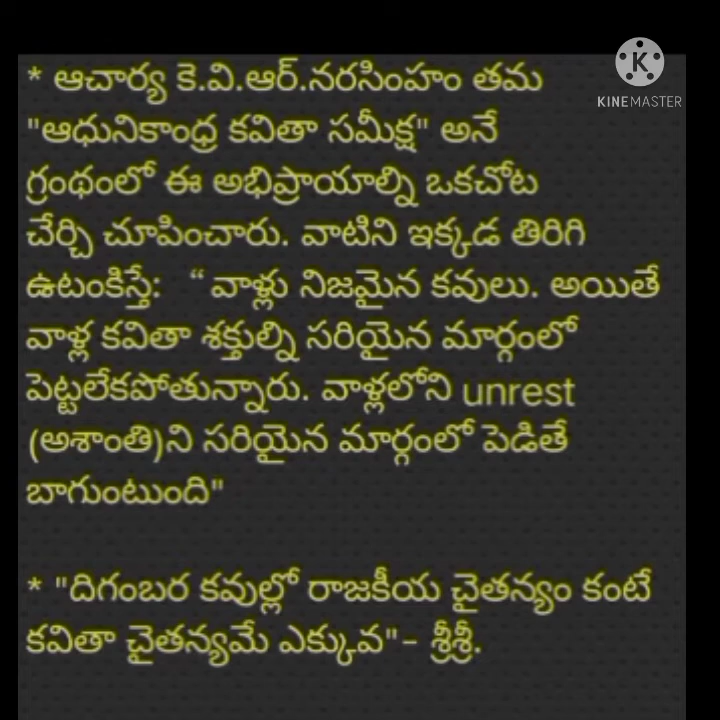 * ఆచార్య కె.వి.ఆర్.నరసింహం తమ
KINEMASTER
"ఆధునికాంధ్ర కవితా సమీక్ష" అనే
గ్రంథంలో ఈ అభిప్రాయాల్ని ఒకచోట
చేర్చి చూపించారు. వాటిని ఇక్కడ తిరిగి
ఉటంకిస్తే: “ వాళ్లు నిజమైన కవులు. అయితే
వాళ్ల కవితా శక్తుల్ని సరియైన మార్గంలో
పెట్టలేకపోతున్నారు. వాళ్లలోని unrest
(అశాంతి)ని సరియైన మార్గంలో పెడితే
బాగుంటుంది"
* "దిగంబర కవుల్లో రాజకీయ చైతన్యం కంటే
కవితా చైతన్యమే ఎక్కువ"- శ్రీశ్రీ.